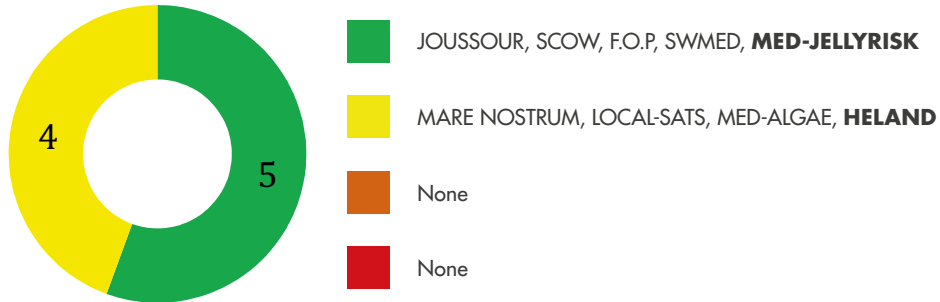 JOUSSOUR, SCOW, F.O.P, SWMED, MED-JELLYRISK
4
MARE NOSTRUM, LOCAL-SATS, MED-ALGAE, HELAND
5
None
None